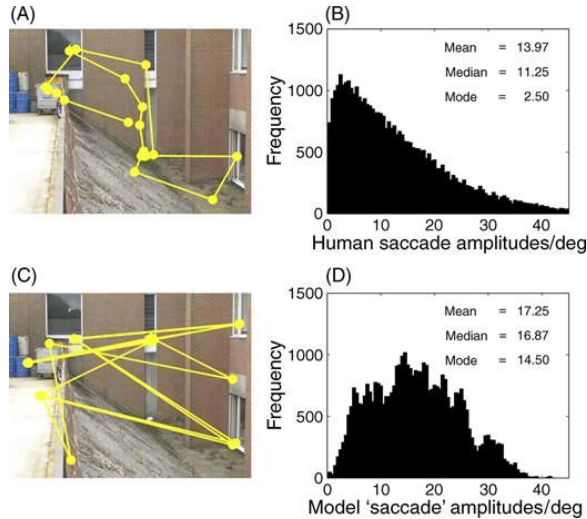 (A)
(B)
1500
1000
500
0
Frequency
Mean = 13.97
Median = 11.25
Mode = 2.50
0 10 20 30 40
Human saccade amplitudes/deg
(C)
(D)
1500
1000
500
0
Frequency
Mean = 17.25
Median = 16.87
Mode = 14.50
0 10 20 30 40
Model ‘saccade’ amplitudes/deg